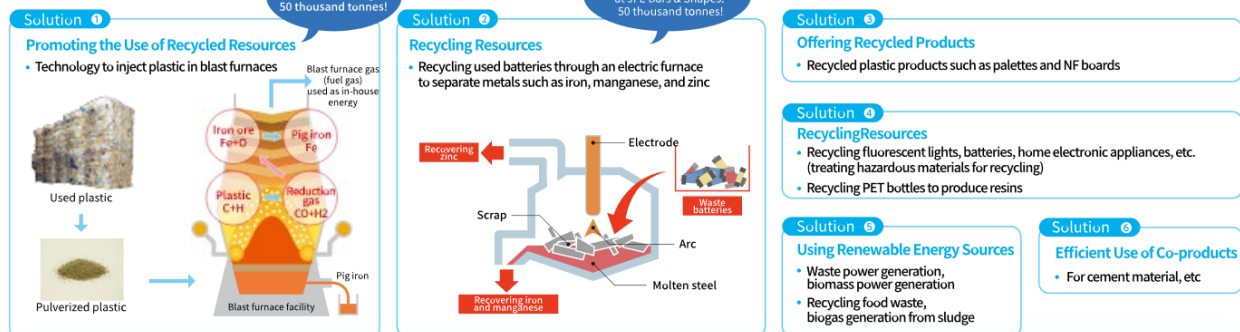 50 thousand tonnes!
at JFE Bars & Shapes.
50 thousand tonnes!
Solution 1
Promoting the Use of Recycled Resources
• Technology to inject plastic in blast furnaces
Blast furnace gas
(fuel gas)
used as in-house
energy
Iron ore
Fe+O
Pig iron
Fe
Plastic
C+H
Reduction
gas
CO+H2
Used plastic
Pulverized plastic
Pig iron
Blast furnace facility
Solution 2
Recycling Resources
• Recycling used batteries through an electric furnace
to separate metals such as iron, manganese, and zinc
Recovering
zinc
Electrode
Waste
batteries
Scrap
Arc
Molten steel
Recovering iron
and manganese
Solution 3
Offering Recycled Products
• Recycled plastic products such as palettes and NF boards
Solution 4
RecyclingResources
• Recycling fluorescent lights, batteries, home electronic appliances, etc.
(treating hazardous materials for recycling)
• Recycling PET bottles to produce resins
Solution 5
Using Renewable Energy Sources
• Waste power generation,
biomass power generation
• Recycling food waste,
biogas generation from sludge
Solution 6
Efficient Use of Co-products
• For cement material, etc